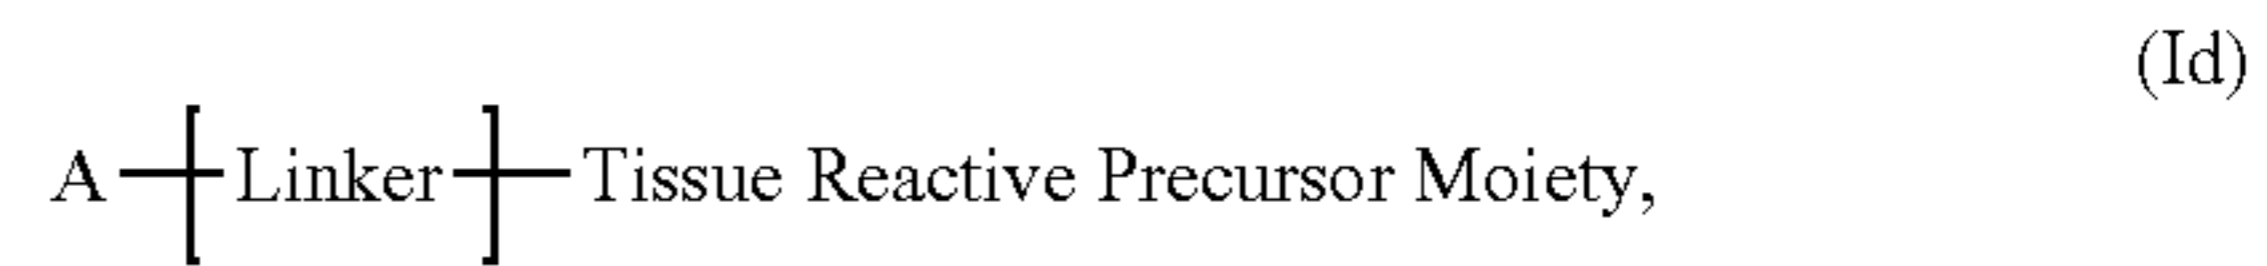 (Id)
A—[Linker]—Tissue Reactive Precursor Moiety,